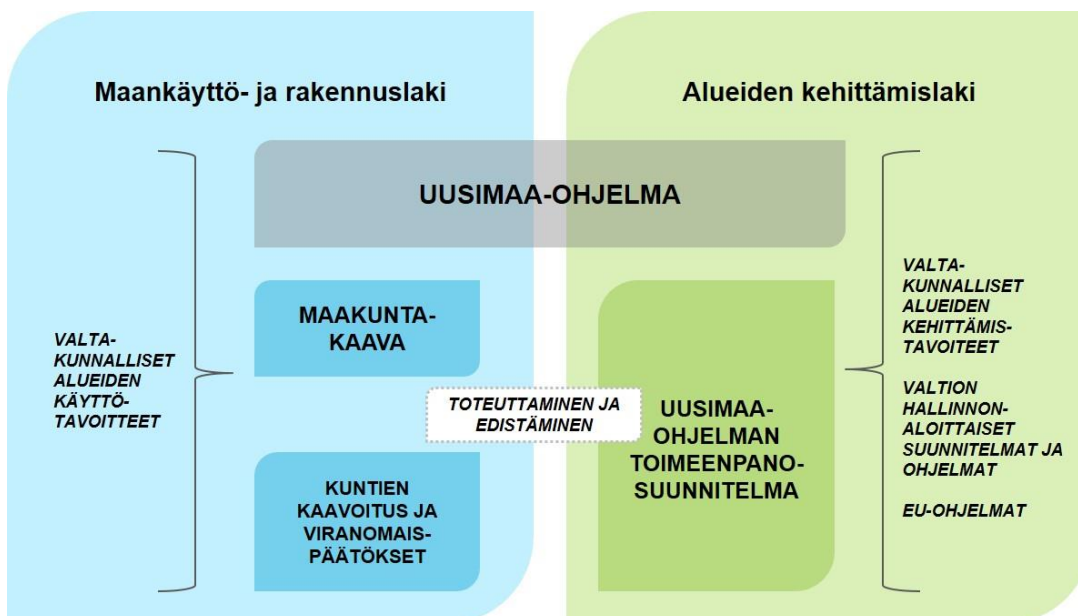 Maankäyttö- ja rakennuslaki
Alueiden kehittämislaki
UUSIMAA-OHJELMA
VALTA-
KUNNALLISET
ALUEIDEN
KÄYTTÖ-
TAVOITTEET
MAAKUNTA-
KAAVA
KUNTIEN
KAAVOITUS JA
VIRANOMAIS-
PÄÄTÖKSET
TOTEUTTAMINEN JA
EDISTÄMINEN
UUSIMAA-
OHJELMAN
TOIMEENPANO-
SUUNNITELMA
VALTA-
KUNNALLISET
ALUEIDEN
KEHITTÄMIS-
TAVOITEET
VALTION
HALLINNON-
ALOITTAISET
SUUNNITELMAT JA
OHJELMAT
EU-OHJELMAT